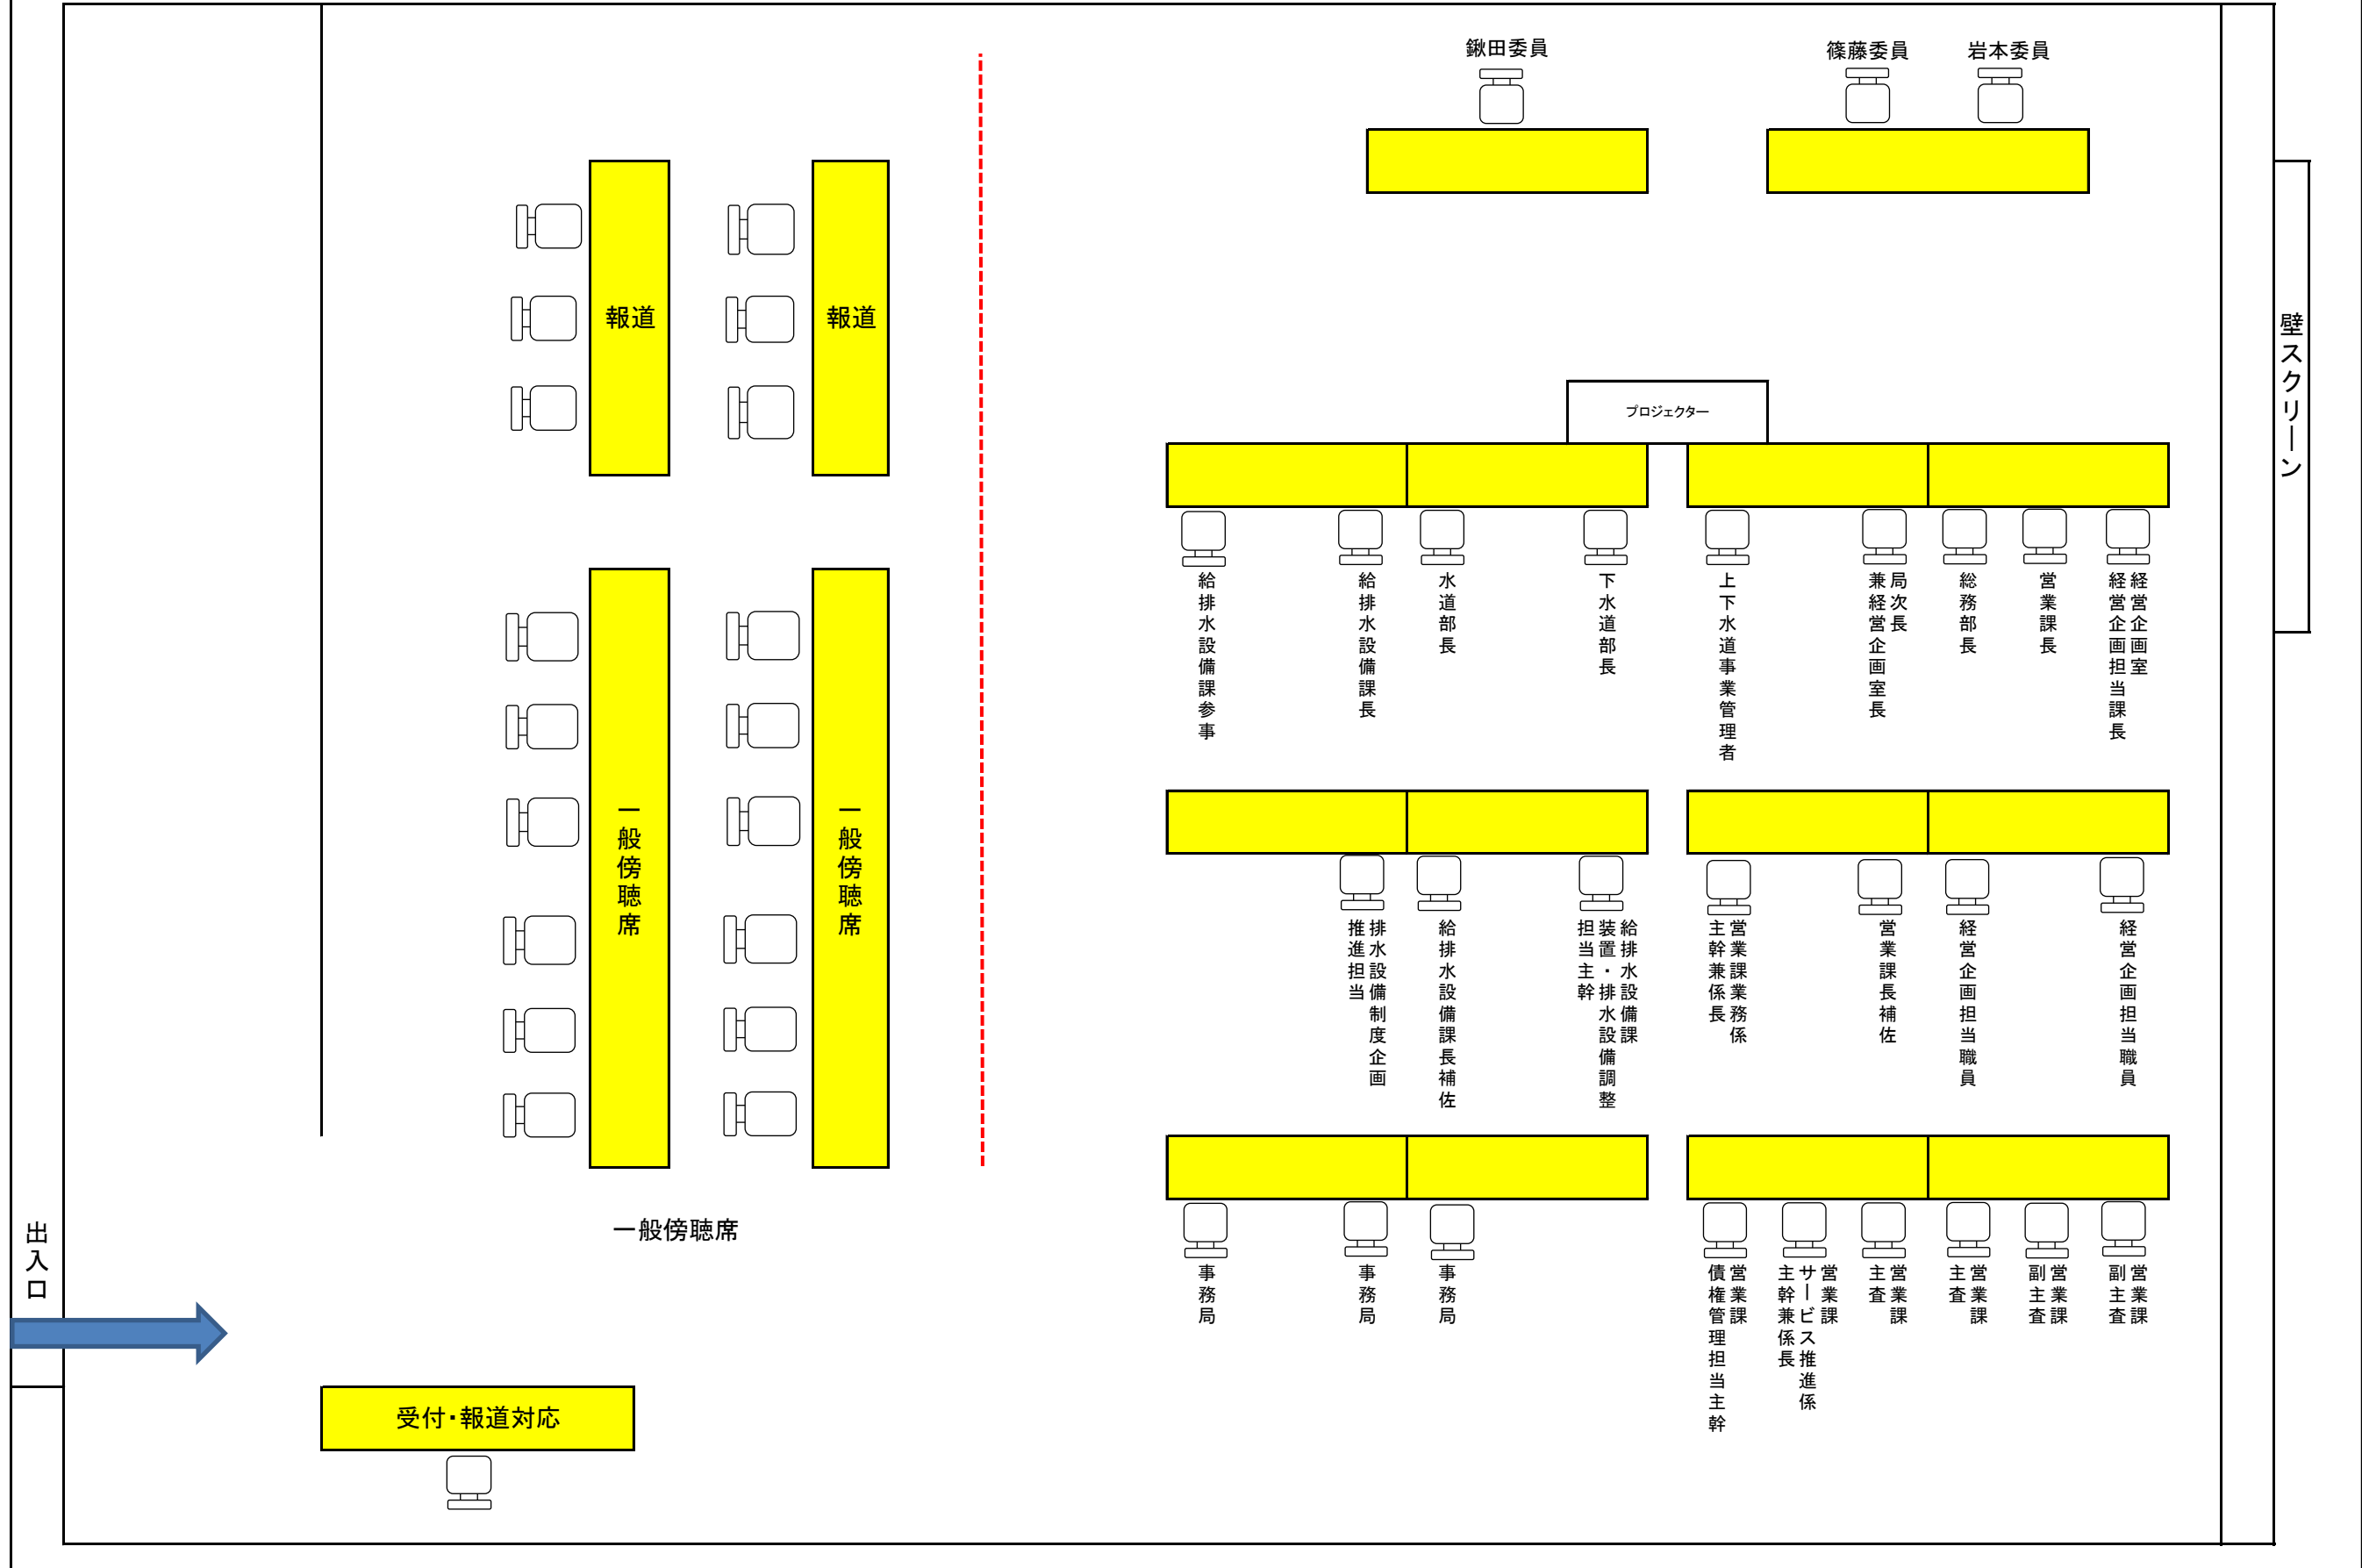 鍬田委員
篠藤委員
岩本委員
報道
報道
壁スクリーン
プロジェクター
給排水設備課参事
給排水設備課長
水道部長
下水道部長
上下水道事業管理者
局次長
兼経営企画室長
総務部長
営業課長
経営企画室
経営企画担当課長
一般傍聴席
一般傍聴席
排水設備制度企画
推進担当
給排水設備課長補佐
給排水設備課
装置・排水設備調整
担当主幹
営業課業務係
主幹兼係長
営業課長補佐
経営企画担当職員
経営企画担当職員
一般傍聴席
出入口
事務局
事務局
事務局
営業課
債権管理担当主幹
営業課
サービス推進係
主幹兼係長
営業課
主査
営業課
主査
営業課
副主査
営業課
副主査
受付・報道対応